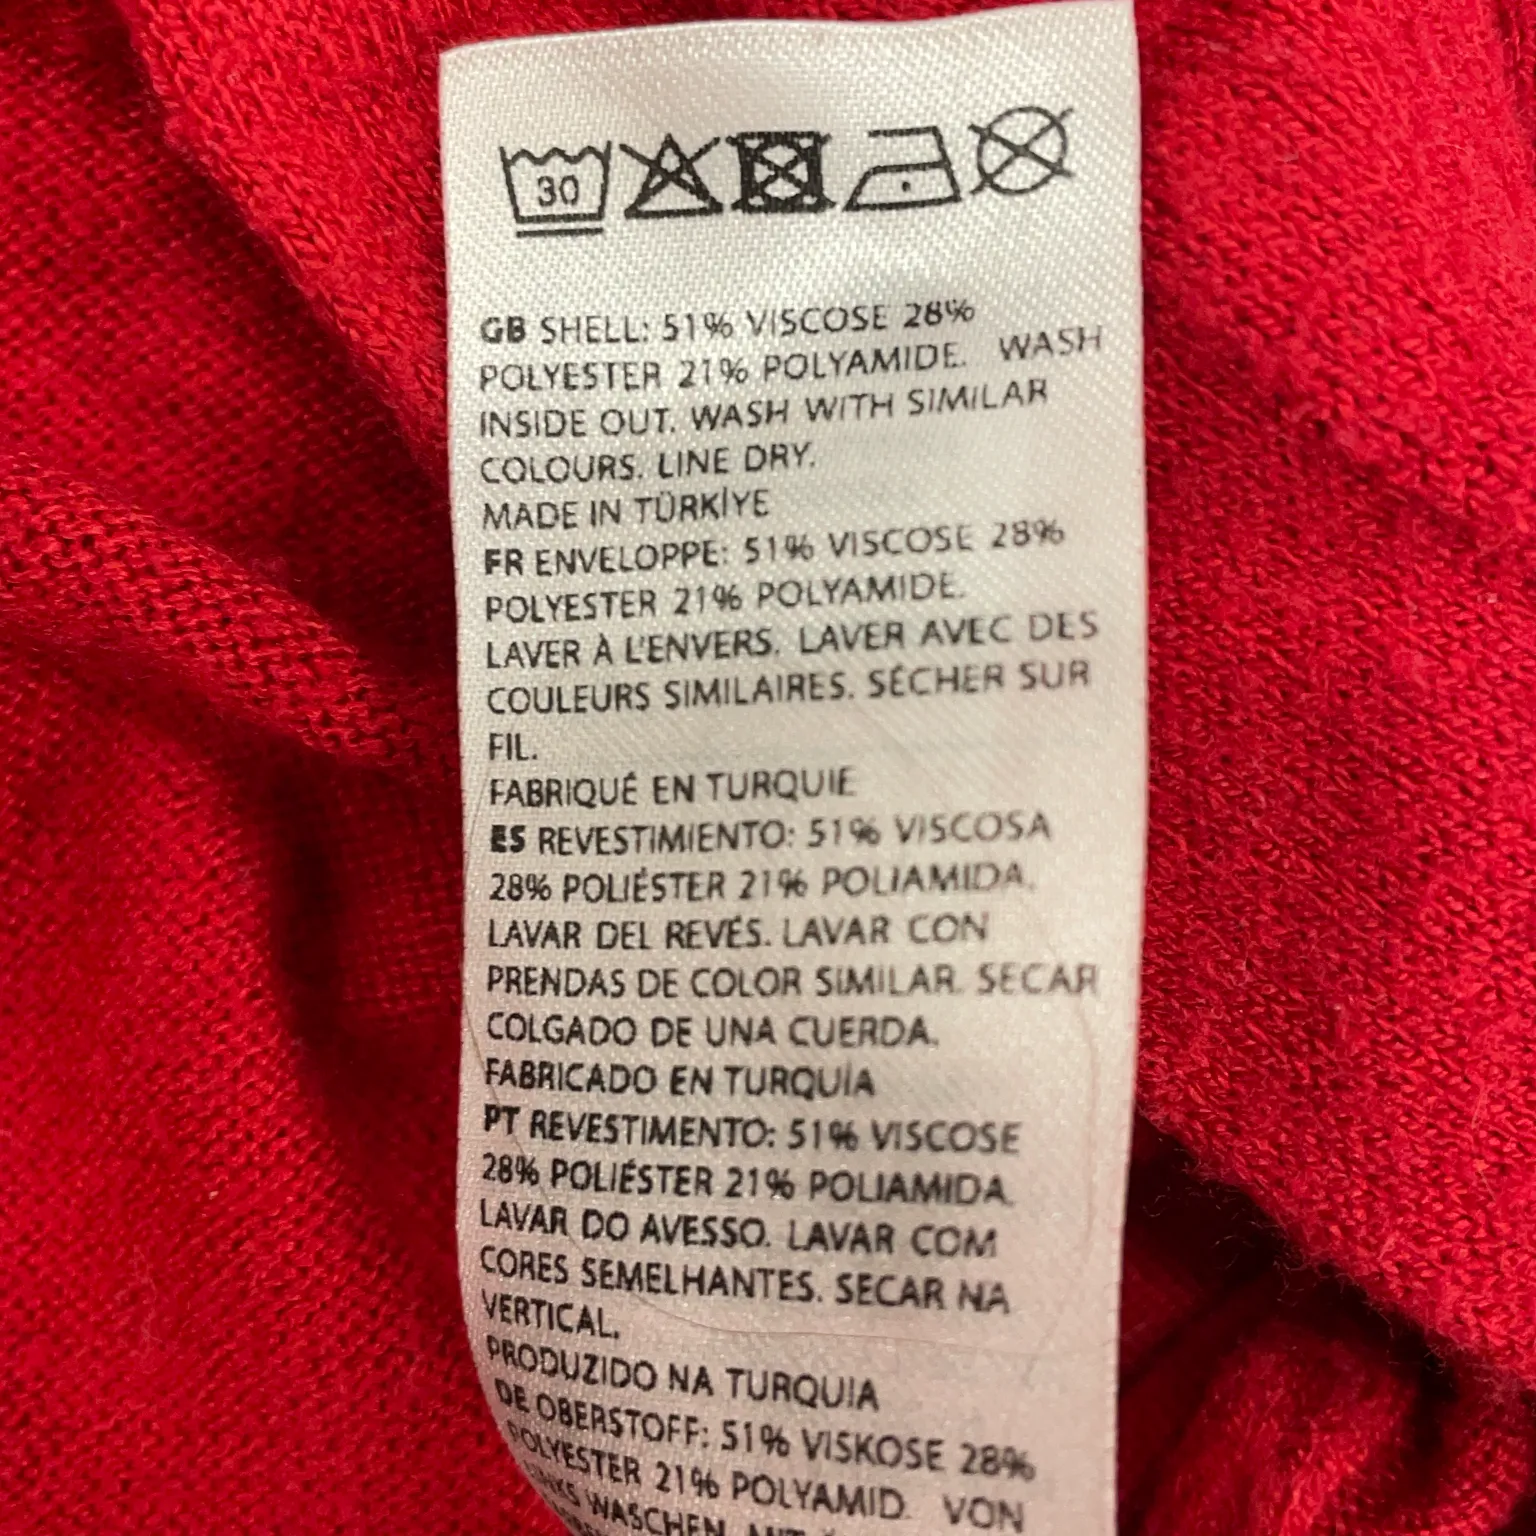 30
GB SHELL: 51% VISCOSE 28%
POLYESTER 21% POLYAMIDE. WASH
INSIDE OUT. WASH WITH SIMILAR
COLOURS. LINE DRY.
MADE IN TÜRKİYE
FR ENVELOPPE: 51% VISCOSE 28%
POLYESTER 21% POLYAMIDE.
LAVER À L'ENVERS. LAVER AVEC DES
COULEURS SIMILAIRES. SÉCHER SUR
FIL.
FABRIQUÉ EN TURQUIE
ES REVESTIMIENTO: 51% VISCOSA
28% POLIÉSTER 21% POLIAMIDA.
LAVAR DEL REVÉS. LAVAR CON
PRENDAS DE COLOR SIMILAR. SECAR
COLGADO DE UNA CUERDA.
FABRICADO EN TURQUÍA
PT REVESTIMENTO: 51% VISCOSE
28% POLIÉSTER 21% POLIAMIDA.
LAVAR DO AVESSO. LAVAR COM
CORES SEMELHANTES. SECAR NA
VERTICAL.
PRODUZIDO NA TURQUIA
DE OBERSTOFF: 51% VISKOSE 28%
POLYESTER 21% POLYAMID. VON
WASCHEN.